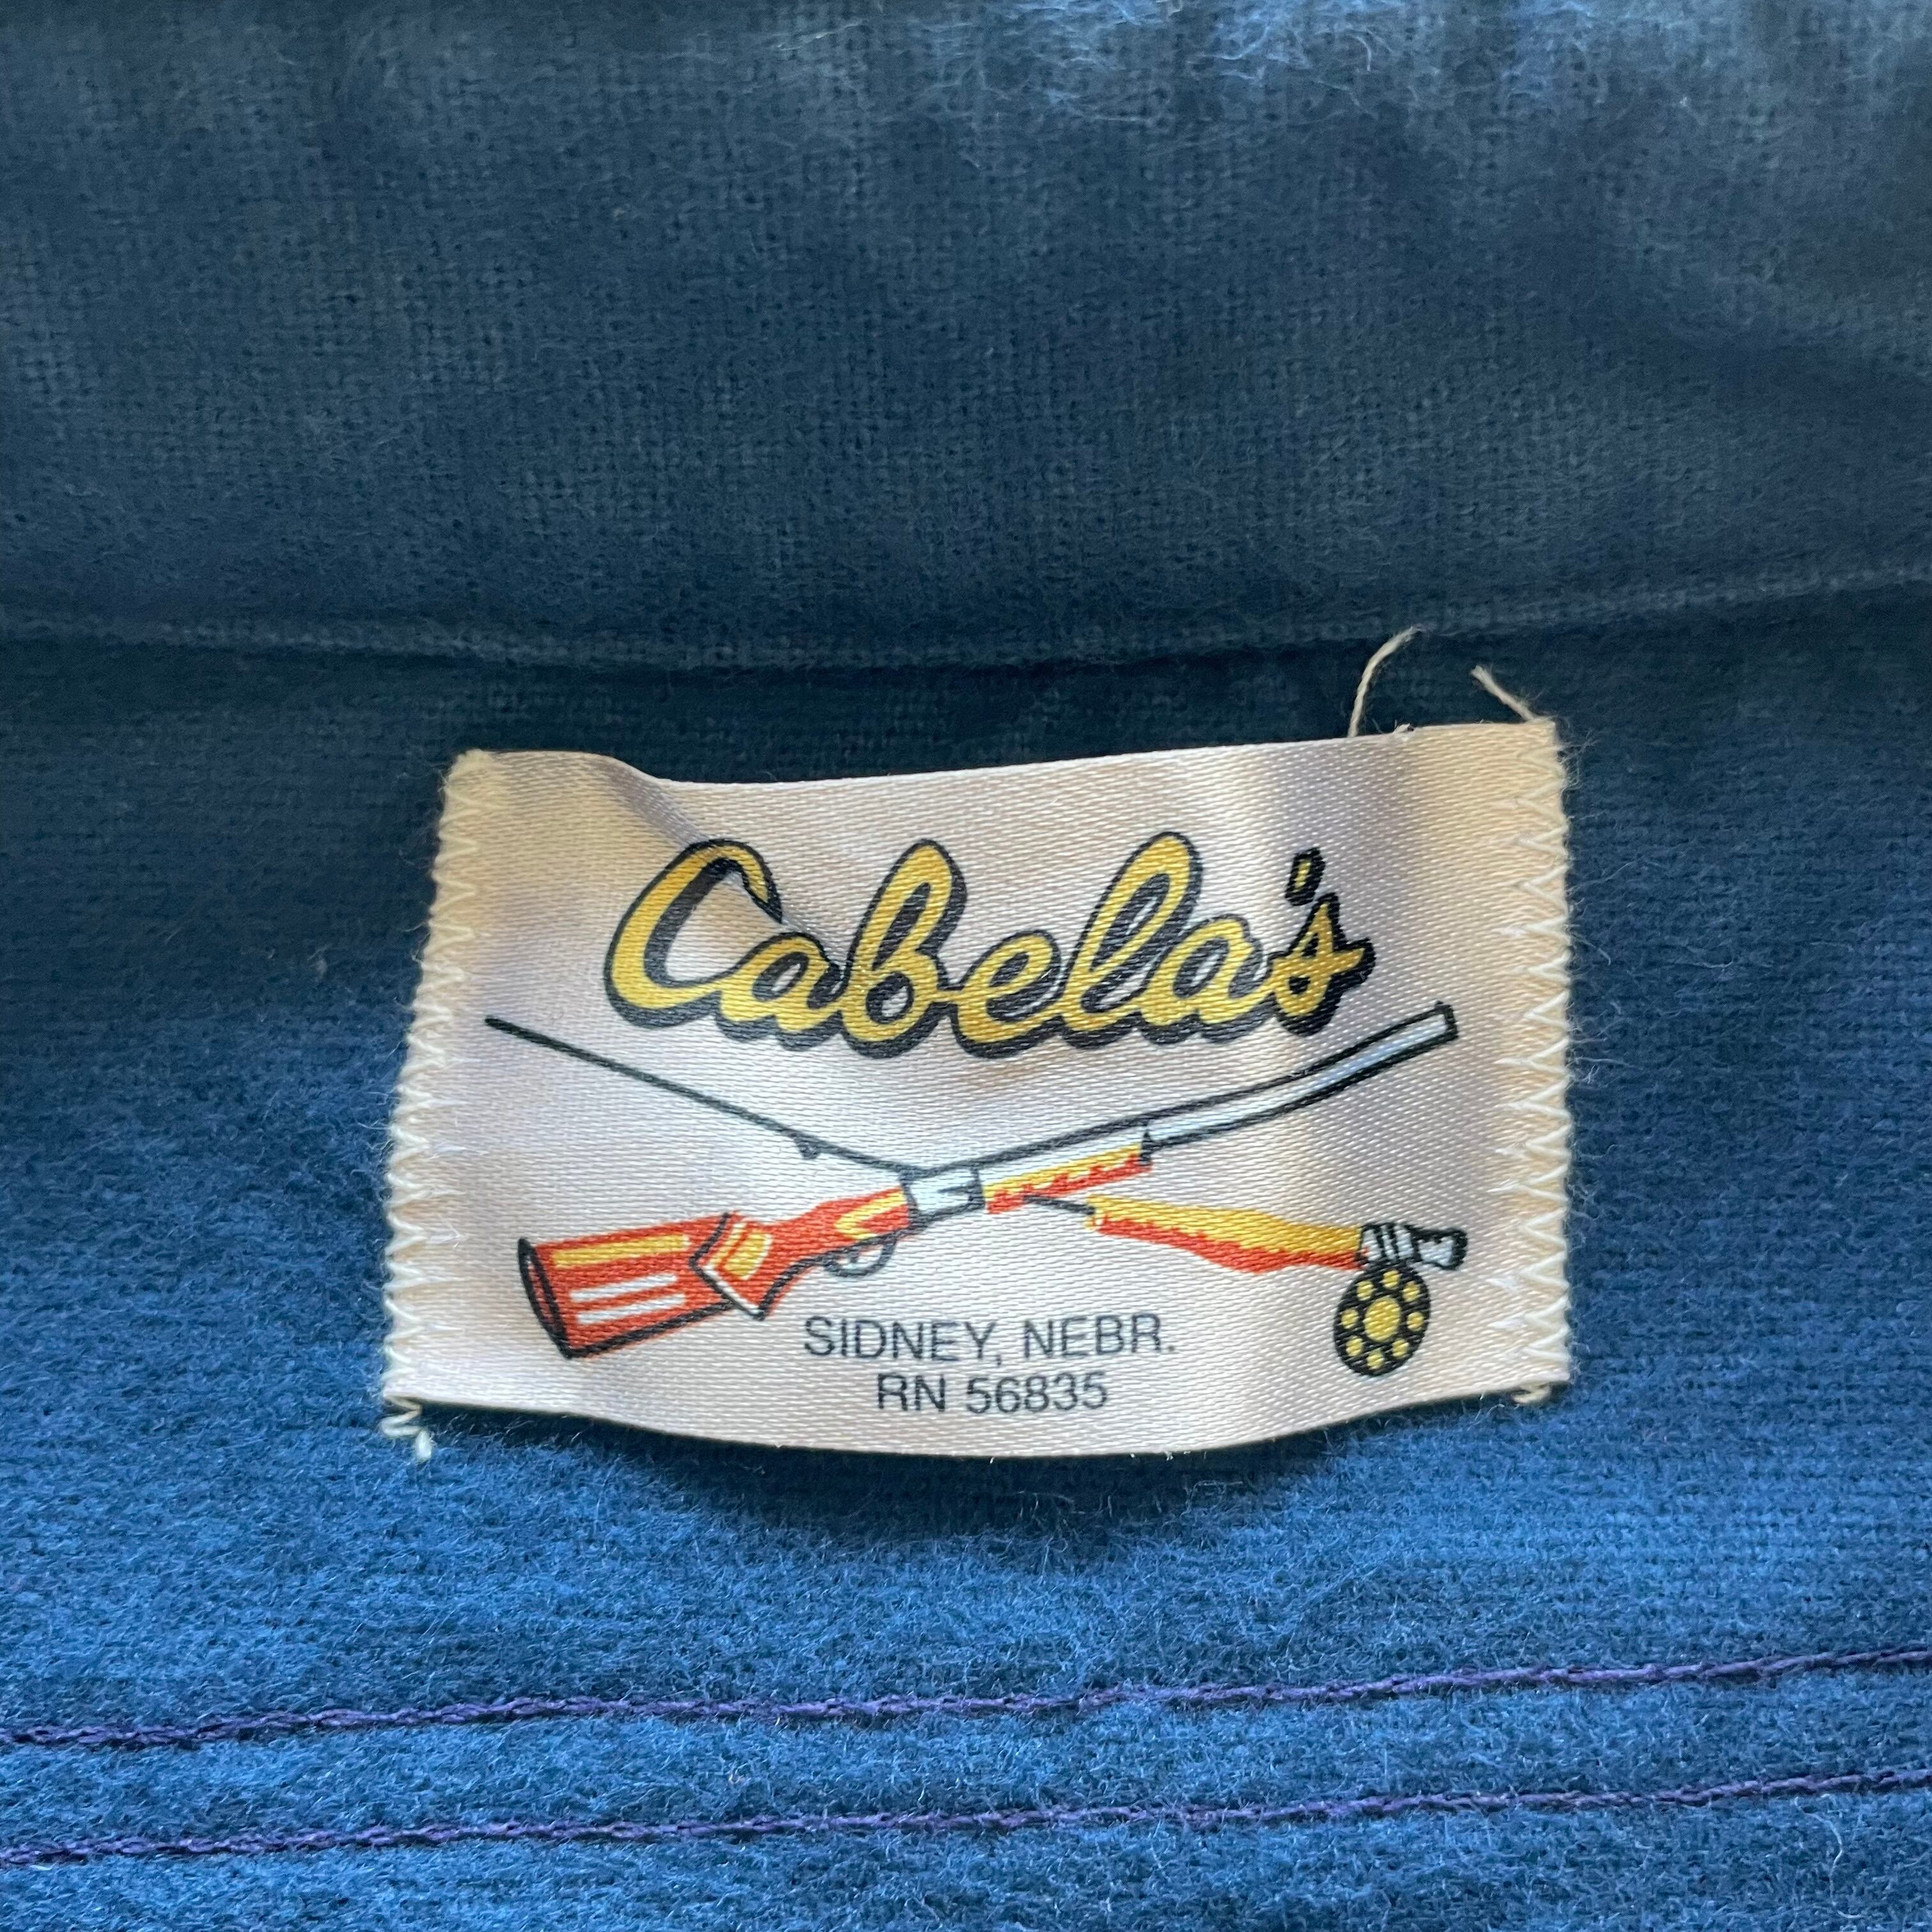 Cabela's
SIDNEY, NEBR.
RN 56835